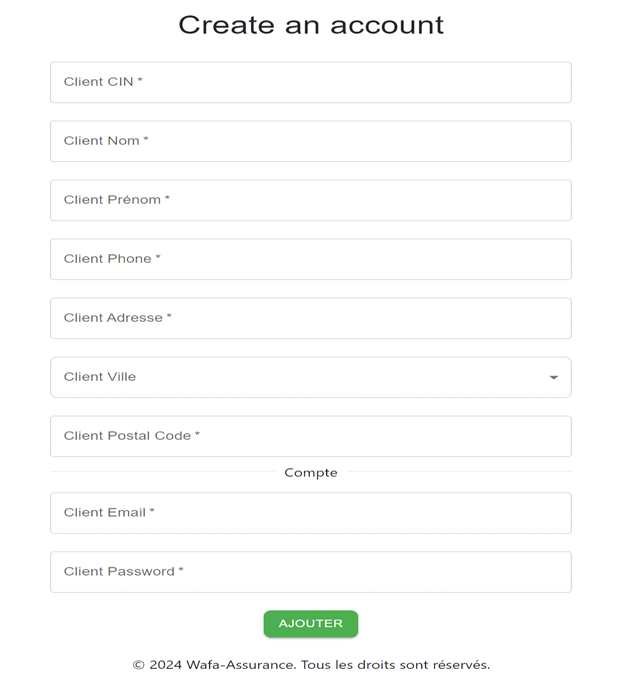 Create an account
Client CIN *
Client Nom *
Client Prénom *
Client Phone *
Client Adresse *
Client Ville
Client Postal Code *
Compte
Client Email *
Client Password *
AJOUTER
© 2024 Wafa-Assurance. Tous les droits sont réservés.